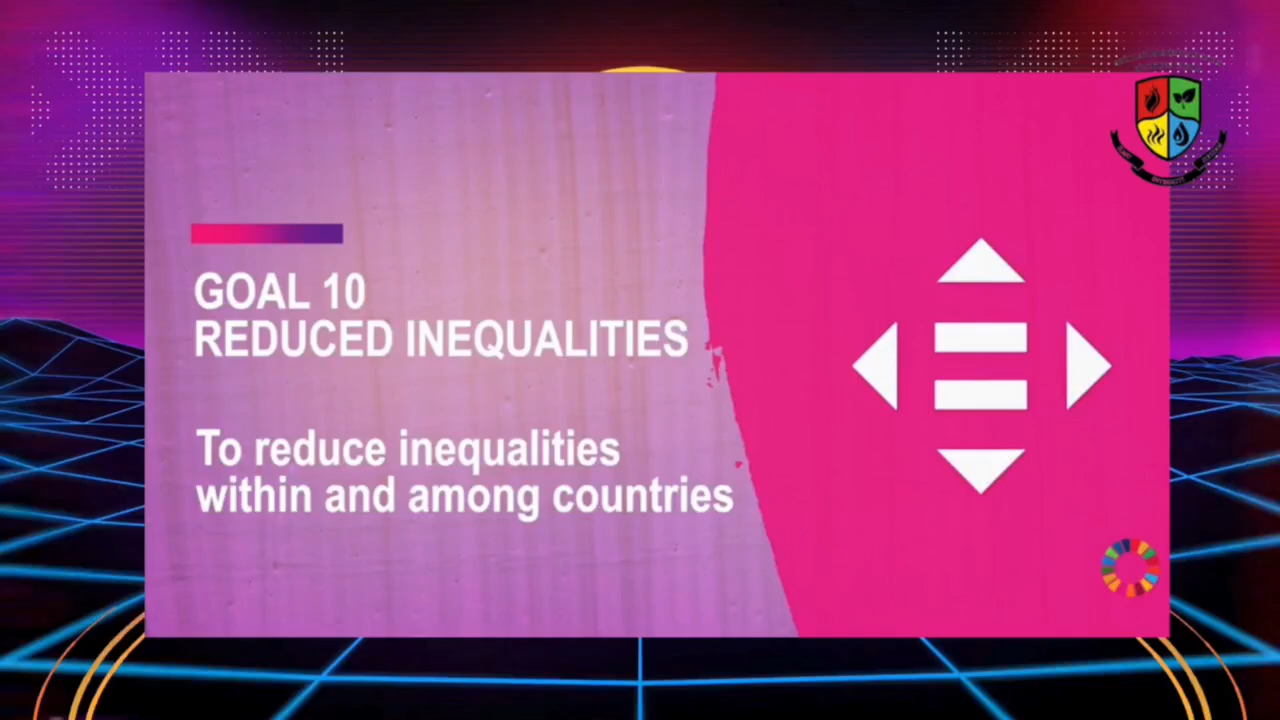 GOAL 10
REDUCED INEQUALITIES
To reduce inequalities
within and among countries